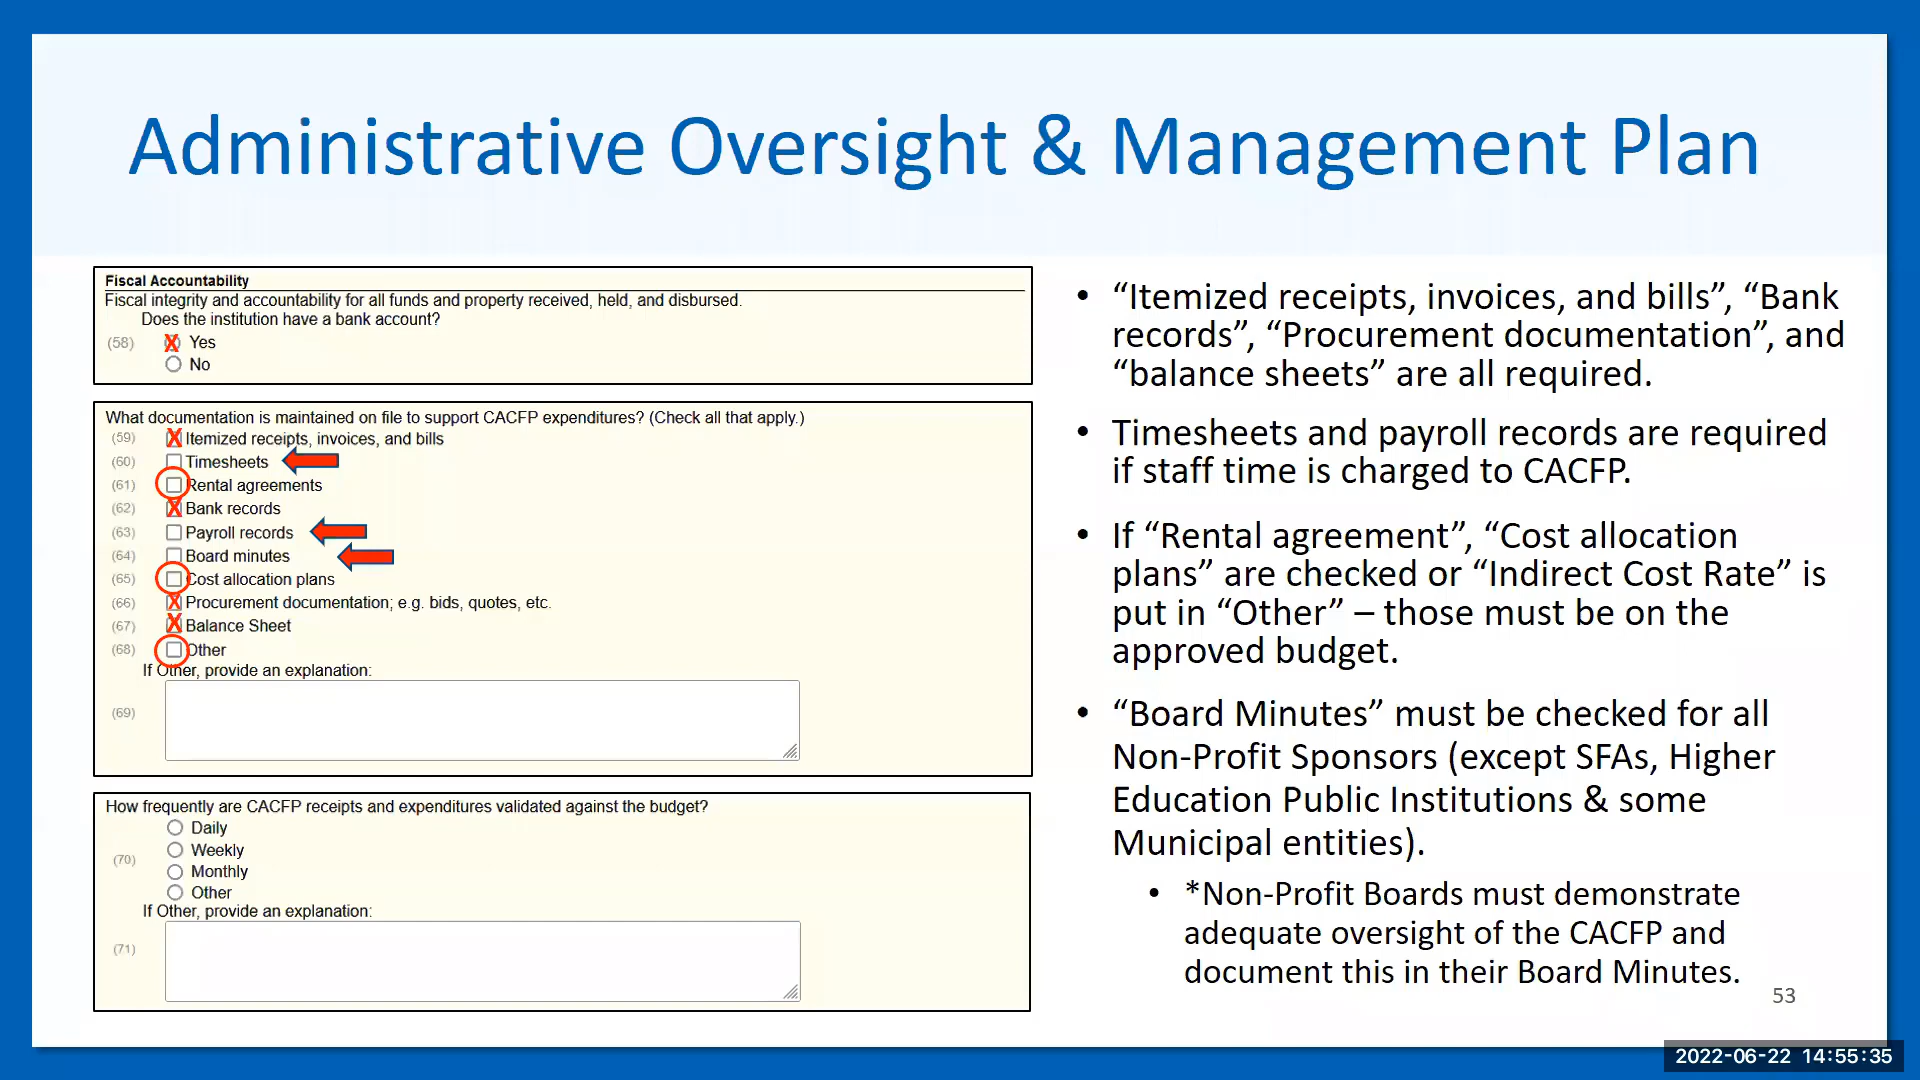 Administrative Oversight & Management Plan
Fiscal Accountability
Fiscal integrity and accountability for all funds and property received, held, and disbursed.
Does the institution have a bank account?
(58)
X Yes
No
What documentation is maintained on file to support CACFP expenditures? (Check all that apply.)
(59) X Itemized receipts, invoices, and bills
(60) Timesheets
(61) Rental agreements
(62) X Bank records
(63) Payroll records
(64) Board minutes
(65) Cost allocation plans
(66) X Procurement documentation; e.g. bids, quotes, etc.
(67) X Balance Sheet
(68) Other
If Other, provide an explanation:
(69)
How frequently are CACFP receipts and expenditures validated against the budget?
Daily
Weekly
(70)
Monthly
Other
If Other, provide an explanation:
(71)
• “Itemized receipts, invoices, and bills”, “Bank
records”, “Procurement documentation”, and
“balance sheets” are all required.
• Timesheets and payroll records are required
if staff time is charged to CACFP.
• If “Rental agreement”, “Cost allocation
plans” are checked or “Indirect Cost Rate” is
put in “Other” – those must be on the
approved budget.
• “Board Minutes” must be checked for all
Non-Profit Sponsors (except SFAs, Higher
Education Public Institutions & some
Municipal entities).
• *Non-Profit Boards must demonstrate
adequate oversight of the CACFP and
document this in their Board Minutes.
53
2022-06-22 14:55:35